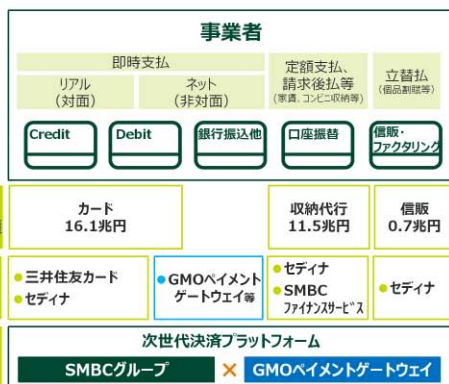 事業者
即時支払
リアル
(対面)
ネット
(非対面)
定額支払、
請求後払等
(家賃、コンビニ収納等)
立替払
(個品割賦等)
Credit
Debit
銀行振込他
口座振替
信販・
ファクタリング
カード
16.1兆円
収納代行
11.5兆円
信販
0.7兆円
●三井住友カード
●セディナ
●GMOペイメント
ゲートウェイ等
●セディナ
●SMBC
ファイナンスサービス
●セディナ
次世代決済プラットフォーム
SMBCグループ × GMOペイメントゲートウェイ